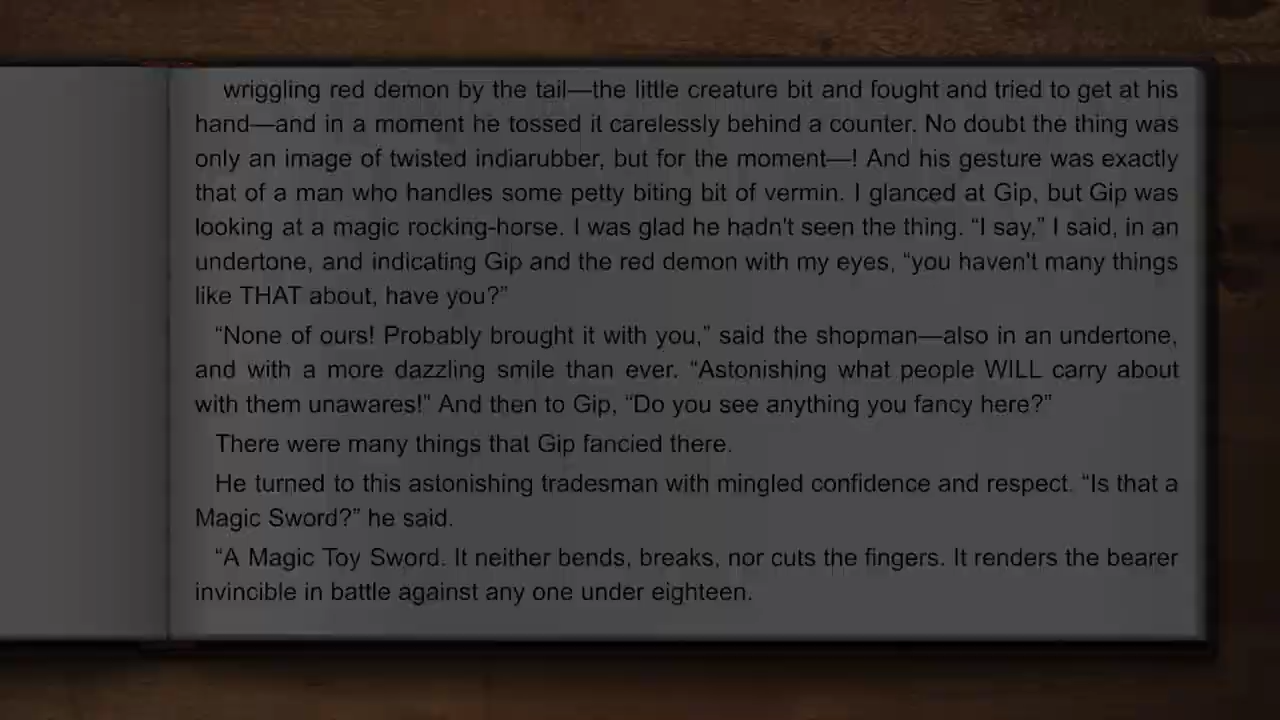 wriggling red demon by the tail—the little creature bit and fought and tried to get at his
hand—and in a moment he tossed it carelessly behind a counter. No doubt the thing was
only an image of twisted indiarubber, but for the moment—! And his gesture was exactly
that of a man who handles some petty biting bit of vermin. I glanced at Gip, but Gip was
looking at a magic rocking-horse. I was glad he hadn't seen the thing. “I say,” I said, in an
undertone, and indicating Gip and the red demon with my eyes, “you haven't many things
like THAT about, have you?”
“None of ours! Probably brought it with you,” said the shopman—also in an undertone,
and with a more dazzling smile than ever. “Astonishing what people WILL carry about
with them unawares!” And then to Gip, “Do you see anything you fancy here?”
There were many things that Gip fancied there.
He turned to this astonishing tradesman with mingled confidence and respect. “Is that a
Magic Sword?” he said.
“A Magic Toy Sword. It neither bends, breaks, nor cuts the fingers. It renders the bearer
invincible in battle against any one under eighteen.